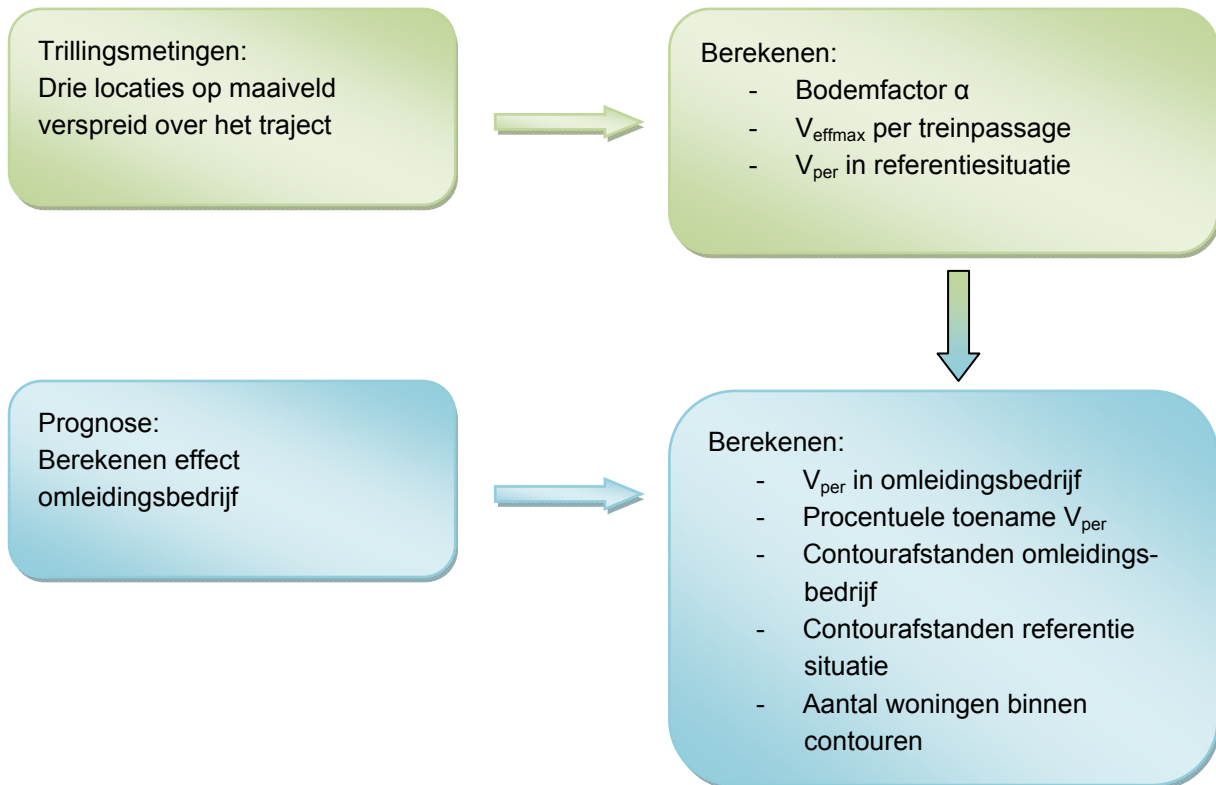 Trillingsmetingen:
Drie locaties op maaiveld
verspreid over het traject
Berekenen:
- Bodemfactor α
- Veffmax per treinpassage
- Vper in referentiesituatie
Prognose:
Berekenen effect
omleidingsbedrijf
Berekenen:
- Vper in omleidingsbedrijf
- Procentuele toename Vper
- Contourafstanden omleidings-
bedrijf
- Contourafstanden referentie
situatie
- Aantal woningen binnen
contouren